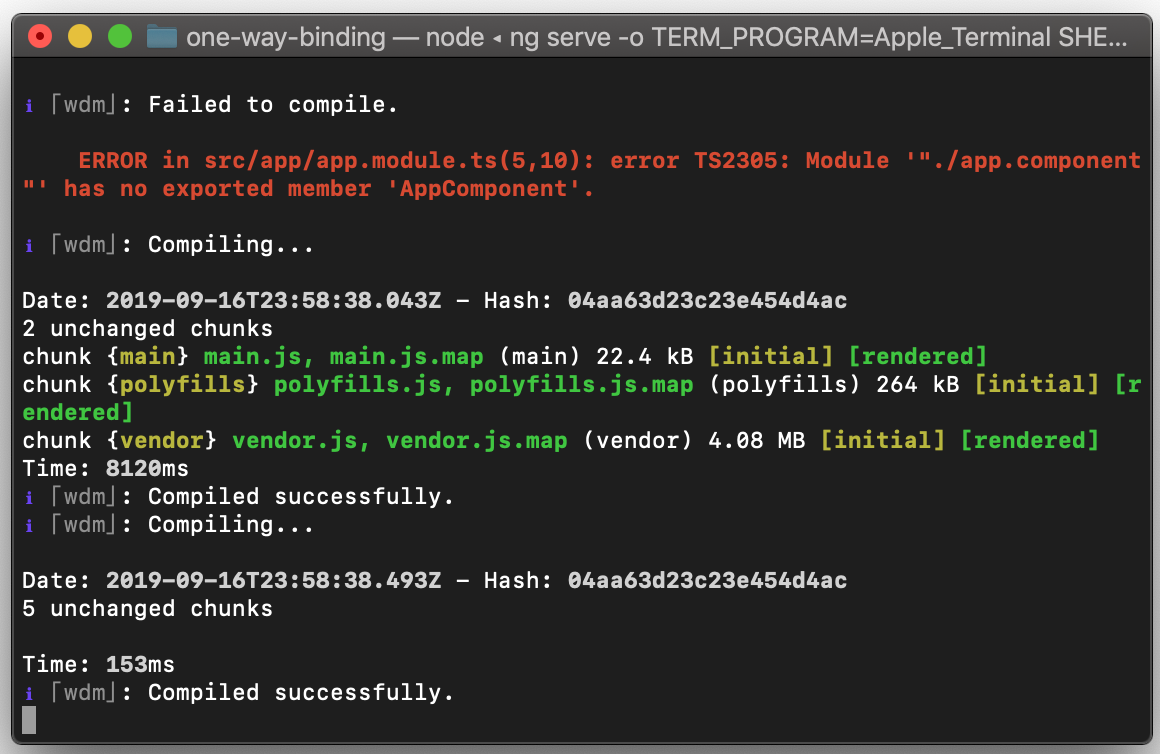 one-way-binding — node ◂ ng serve -o TERM_PROGRAM=Apple_Terminal SHE...
ℹ ｢wdm｣: Failed to compile.
ERROR in src/app/app.module.ts(5,10): error TS2305: Module '"./app.component
"' has no exported member 'AppComponent'.
ℹ ｢wdm｣: Compiling...
Date: 2019-09-16T23:58:38.043Z - Hash: 04aa63d23c23e454d4ac
2 unchanged chunks
chunk {main} main.js, main.js.map (main) 22.4 kB [initial] [rendered]
chunk {polyfills} polyfills.js, polyfills.js.map (polyfills) 264 kB [initial] [r
endered]
chunk {vendor} vendor.js, vendor.js.map (vendor) 4.08 MB [initial] [rendered]
Time: 8120ms
ℹ ｢wdm｣: Compiled successfully.
ℹ ｢wdm｣: Compiling...
Date: 2019-09-16T23:58:38.493Z - Hash: 04aa63d23c23e454d4ac
5 unchanged chunks
Time: 153ms
ℹ ｢wdm｣: Compiled successfully.